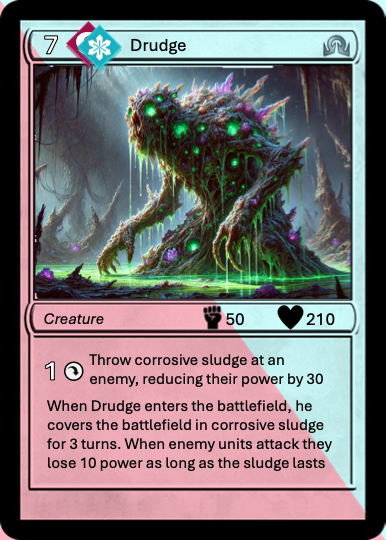 7 Drudge
Creature 50 210
1 Throw corrosive sludge at an
enemy, reducing their power by 30
When Drudge enters the battlefield, he
covers the battlefield in corrosive sludge
for 3 turns. When enemy units attack they
lose 10 power as long as the sludge lasts